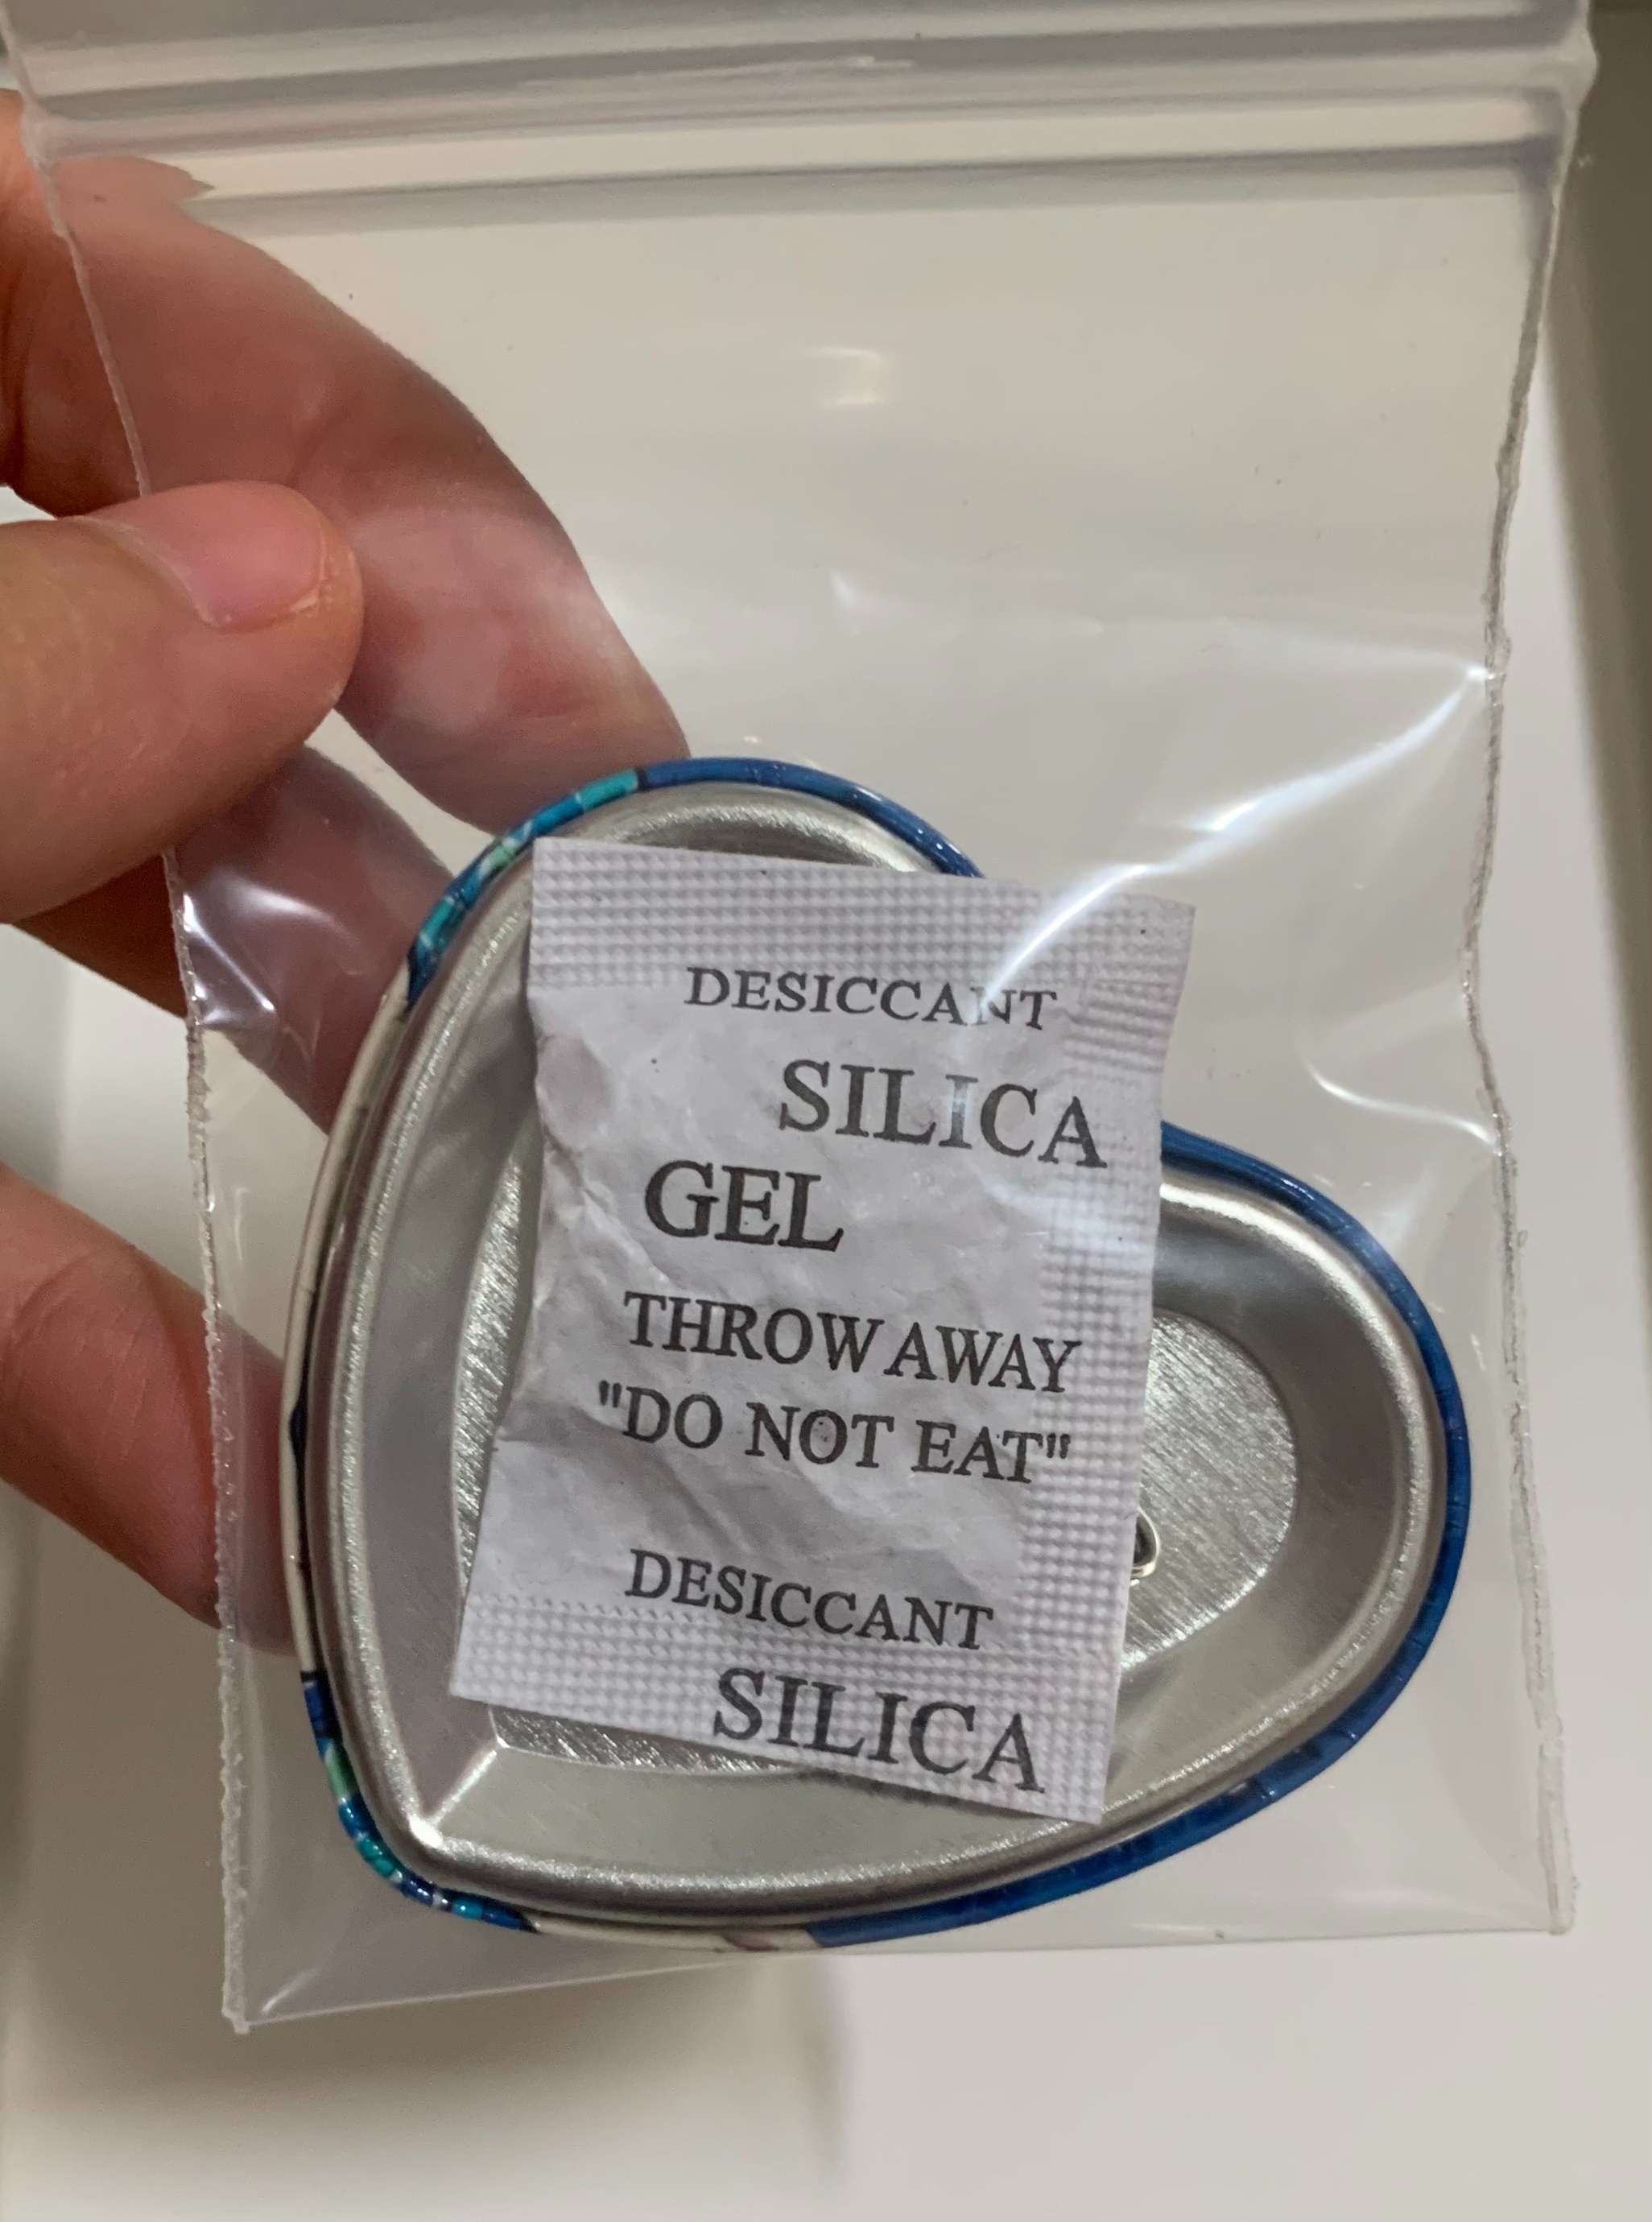 DESICCANT
SILICA
GEL
THROW AWAY
"DO NOT EAT"
DESICCANT
SILICA